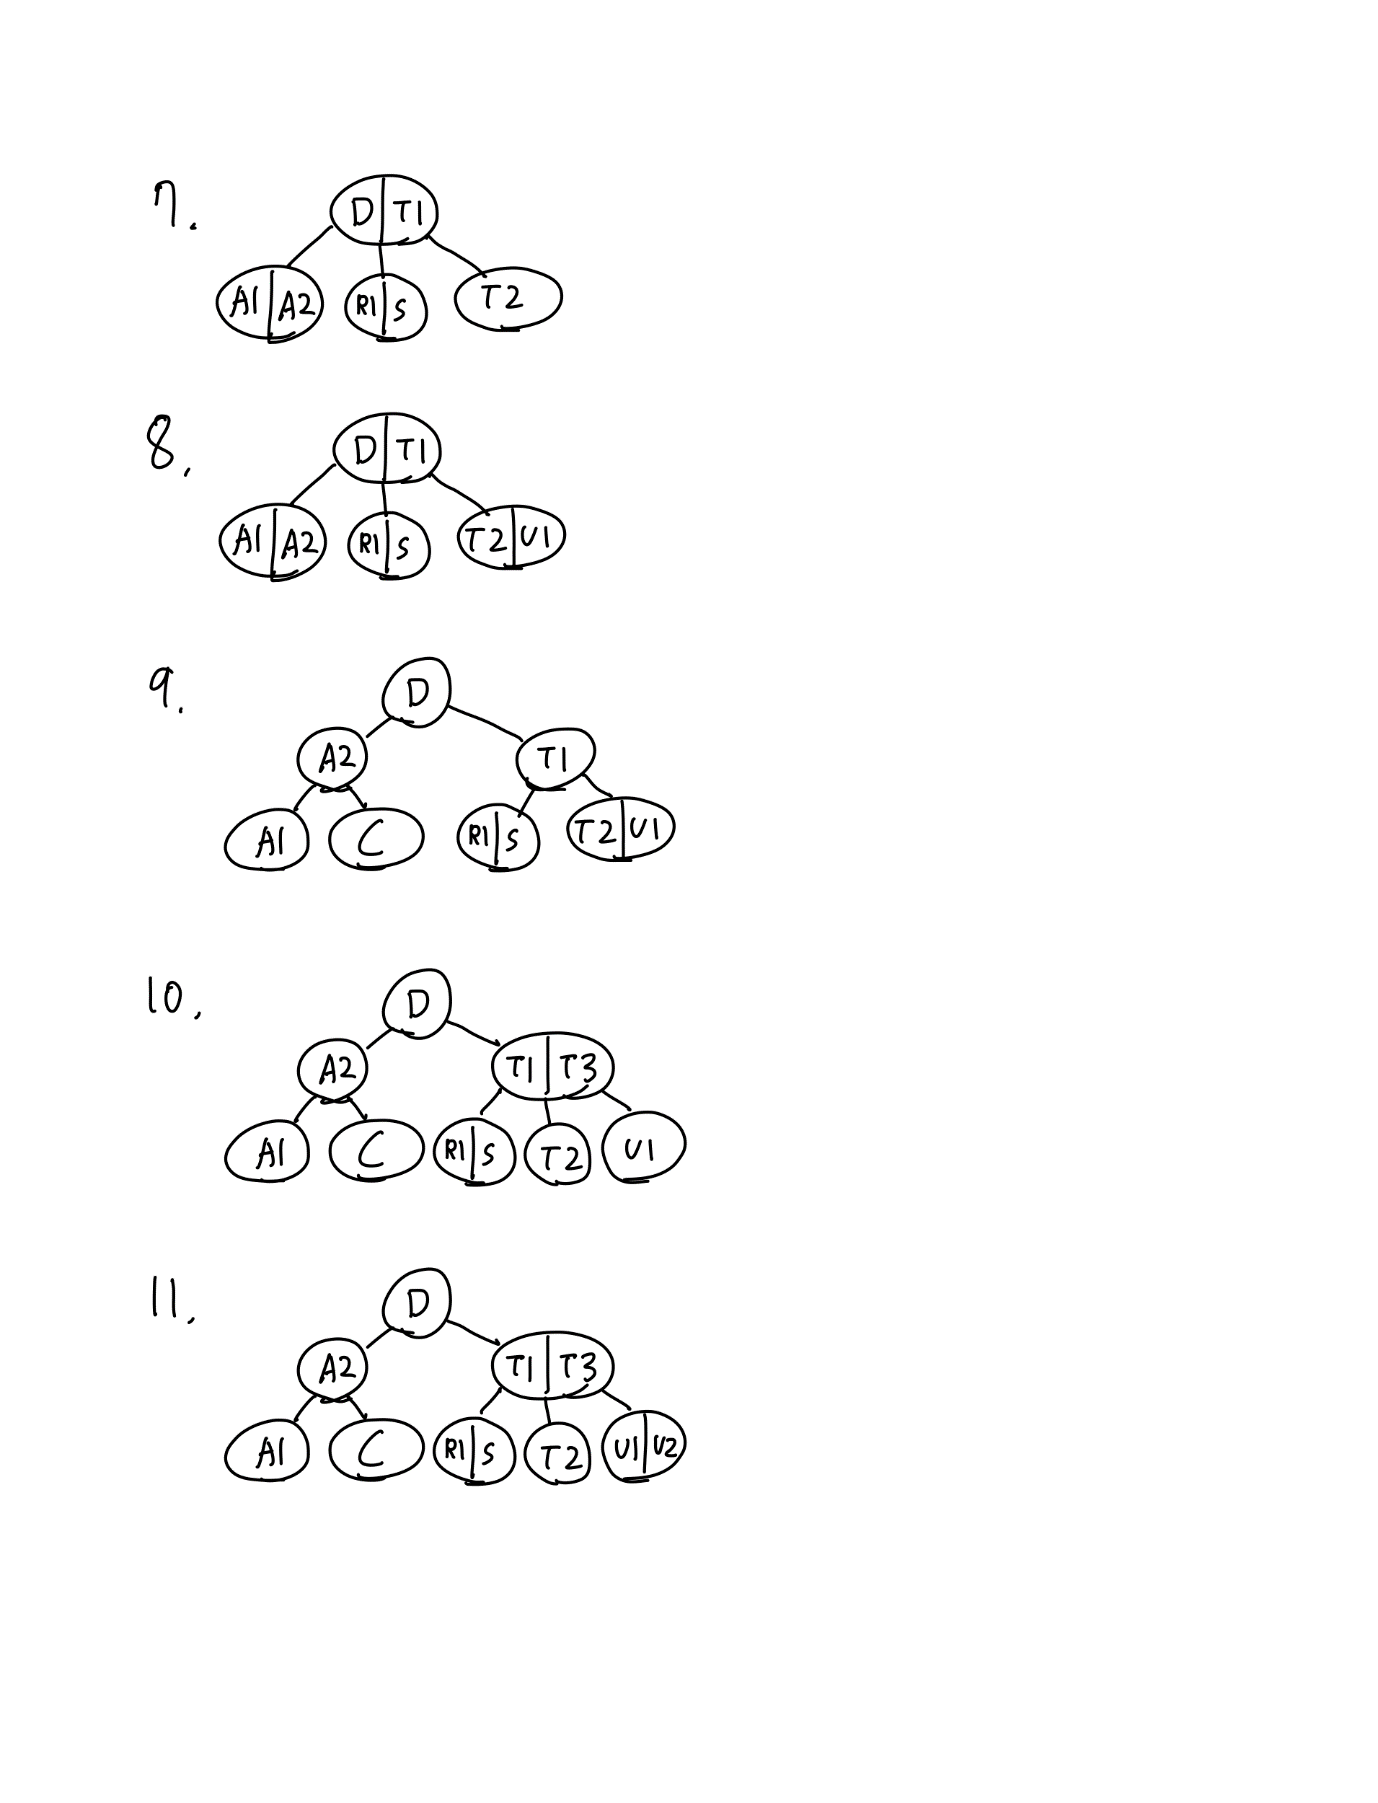 7.
D T1
A1 A2 R1 S T2
8.
D T1
A1 A2 R1 S T2 U1
9.
D
A2 T1
A1 C R1 S T2 U1
10.
D
A2 T1 T3
A1 C R1 S T2 U1
11.
D
A2 T1 T3
A1 C R1 S T2 U1 U2